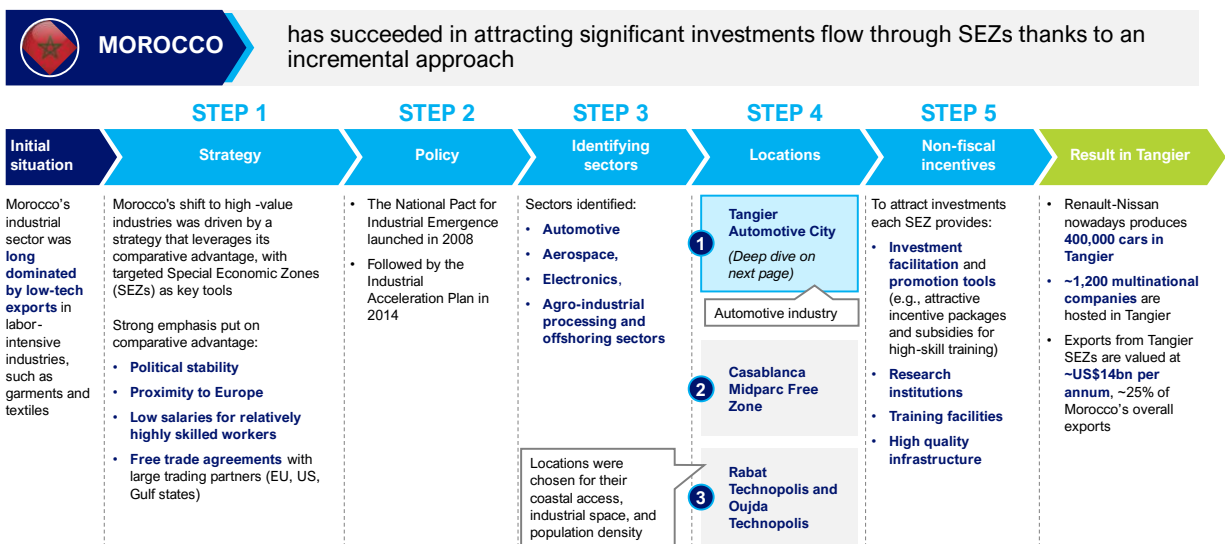 MOROCCO
has succeeded in attracting significant investments flow through SEZs thanks to an
incremental approach
STEP 1
STEP 2
STEP 3
STEP 4
STEP 5
Initial
situation
Strategy
Policy
Identifying
sectors
Locations
Non-fiscal
incentives
Result in Tangier
Morocco's
industrial
sector was
long
dominated
by low-tech
exports in
labor-
intensive
industries,
such as
garments and
textiles
Morocco's shift to high -value
industries was driven by a
strategy that leverages its
comparative advantage, with
targeted Special Economic Zones
(SEZs) as key tools
Strong emphasis put on
comparative advantage:
• Political stability
• Proximity to Europe
• Low salaries for relatively
highly skilled workers
• Free trade agreements with
large trading partners (EU, US,
Gulf states)
• The National Pact for
Industrial Emergence
launched in 2008
• Followed by the
Industrial
Acceleration Plan in
2014
Sectors identified:
• Automotive
• Aerospace,
• Electronics,
• Agro-industrial
processing and
offshoring sectors
Locations were
chosen for their
coastal access,
industrial space, and
population density
1
Tangier
Automotive City
(Deep dive on
next page)
Automotive industry
2
Casablanca
Midparc Free
Zone
3
Rabat
Technopolis and
Oujda
Technopolis
To attract investments
each SEZ provides:
• Investment
facilitation and
promotion tools
(e.g., attractive
incentive packages
and subsidies for
high-skill training)
• Research
institutions
• Training facilities
• High quality
infrastructure
• Renault-Nissan
nowadays produces
400,000 cars in
Tangier
• ~1,200 multinational
companies are
hosted in Tangier
• Exports from Tangier
SEZs are valued at
~US$14bn per
annum, ~25% of
Morocco's overall
exports